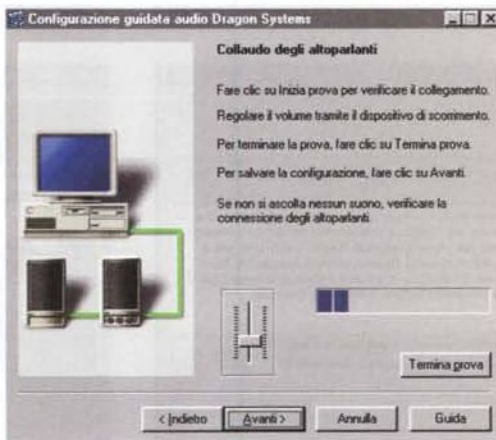 Configurazione guidata audio Dragon Systems
Collaudo degli altoparlanti
Fare clic su Inizia prova per verificare il collegamento.
Regolare il volume tramite il dispositivo di scorrimento.
Per terminare la prova, fare clic su Termina prova.
Per salvare la configurazione, fare clic su Avanti.
Se non si ascolta nessun suono, verificare la
connessione degli altoparlanti.
Termina prova
< Indietro
Avanti >
Annulla
Guida